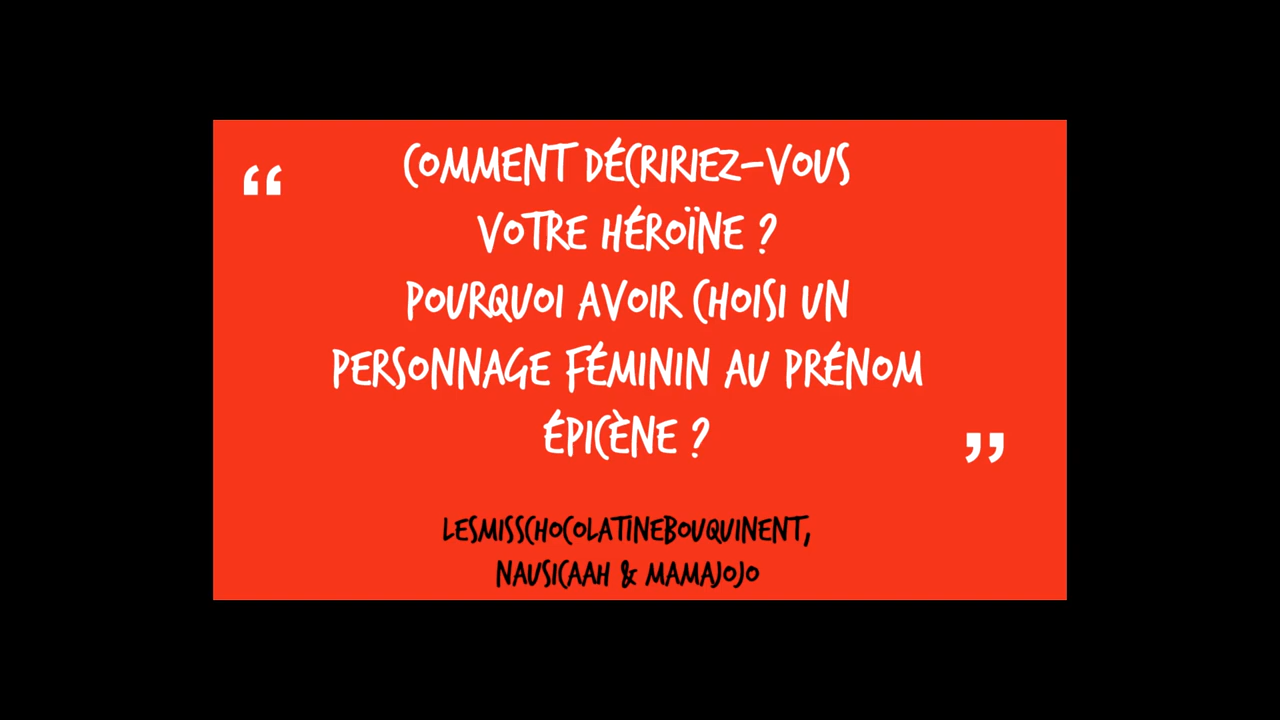 “ COMMENT DÉCRIRIEZ-VOUS
VOTRE HÉROÏNE ?
POURQUOI AVOIR CHOISI UN
PERSONNAGE FÉMININ AU PRÉNOM
ÉPICÈNE ? ”
LESMISSCHOCOLATINEBOUQUINENT,
NAUSICAAH & MAMAJOJO